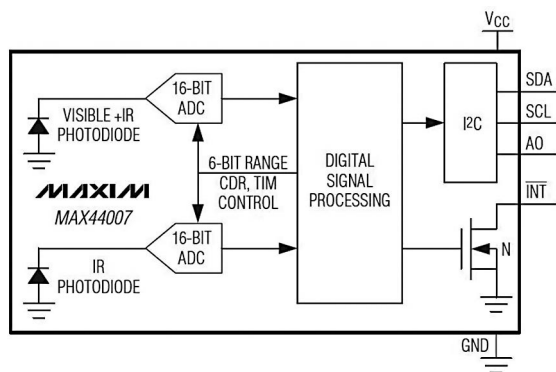 VCC
16-BIT
ADC
VISIBLE +IR
PHOTODIODE
6-BIT RANGE
CDR, TIM
CONTROL
DIGITAL
SIGNAL
PROCESSING
I2C
SDA
SCL
A0
INT
MAXIM
MAX44007
16-BIT
ADC
IR
PHOTODIODE
N
GND